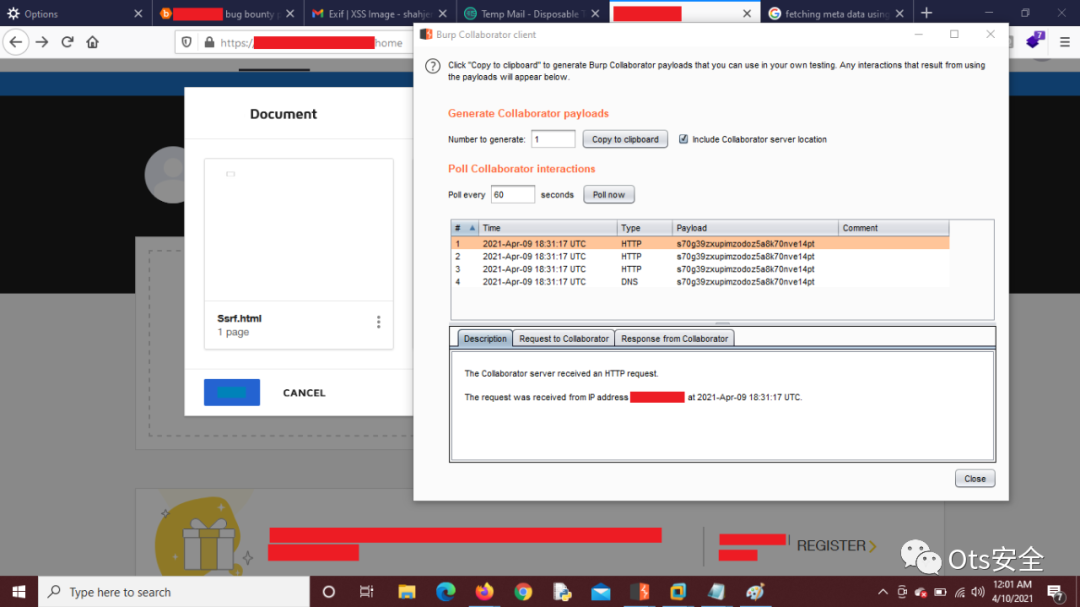 Options
bug bounty p
Exif | XSS Image - shahjer
Temp Mail - Disposable T
fetching meta data using
https://
home
Burp Collaborator client
Click "Copy to clipboard" to generate Burp Collaborator payloads that you can use in your own testing. Any interactions that result from using
the payloads will appear below.
Generate Collaborator payloads
Number to generate: 1 Copy to clipboard Include Collaborator server location
Poll Collaborator interactions
Poll every 60 seconds Poll now
# Time Type Payload Comment
1 2021-Apr-09 18:31:17 UTC HTTP s70g39zxupimzodoz5a8k70nve14pt
2 2021-Apr-09 18:31:17 UTC HTTP s70g39zxupimzodoz5a8k70nve14pt
3 2021-Apr-09 18:31:17 UTC HTTP s70g39zxupimzodoz5a8k70nve14pt
4 2021-Apr-09 18:31:17 UTC DNS s70g39zxupimzodoz5a8k70nve14pt
Description Request to Collaborator Response from Collaborator
The Collaborator server received an HTTP request.
The request was received from IP address at 2021-Apr-09 18:31:17 UTC.
Close
Document
Ssrf.html
1 page
CANCEL
REGISTER
Ots安全
Type here to search
12:01 AM
4/10/2021
7
7